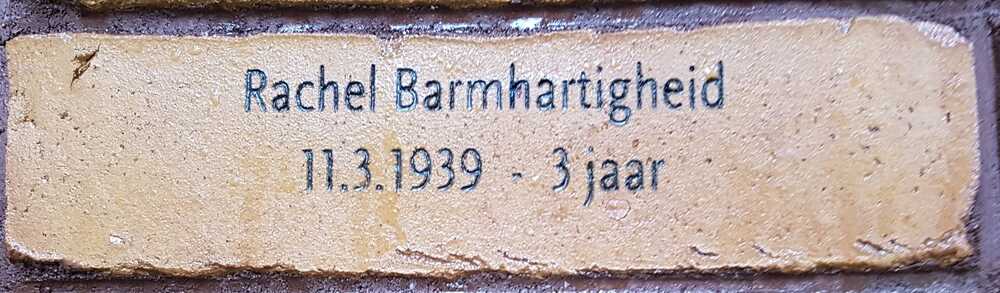 Rachel Barmhartigheid
11.3.1939 - 3 jaar